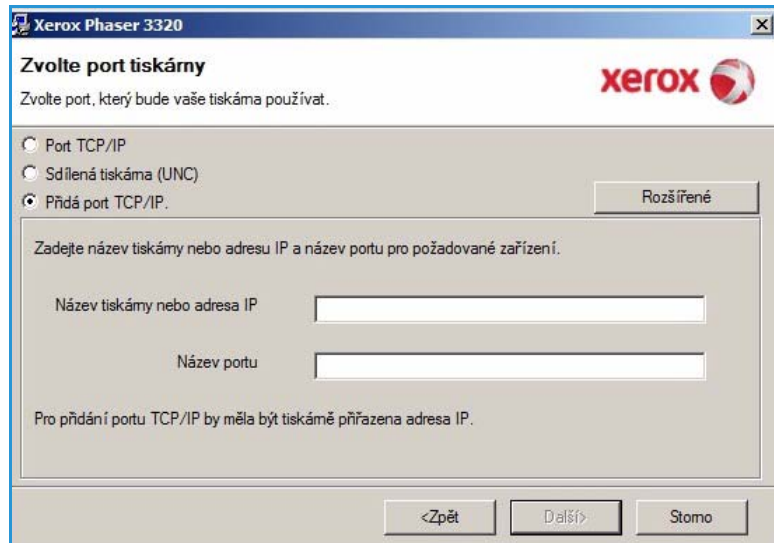 Xerox Phaser 3320
Zvolte port tiskárny
Zvolte port, který bude vaše tiskárna používat.
xerox
Port TCP/IP
Sdílená tiskárna (UNC)
Přidá port TCP/IP.
Rozšířené
Zadejte název tiskárny nebo adresu IP a název portu pro požadované zařízení.
Název tiskárny nebo adresa IP
Název portu
Pro přidání portu TCP/IP by měla být tiskárně přiřazena adresa IP.
<Zpět
Další>
Storno